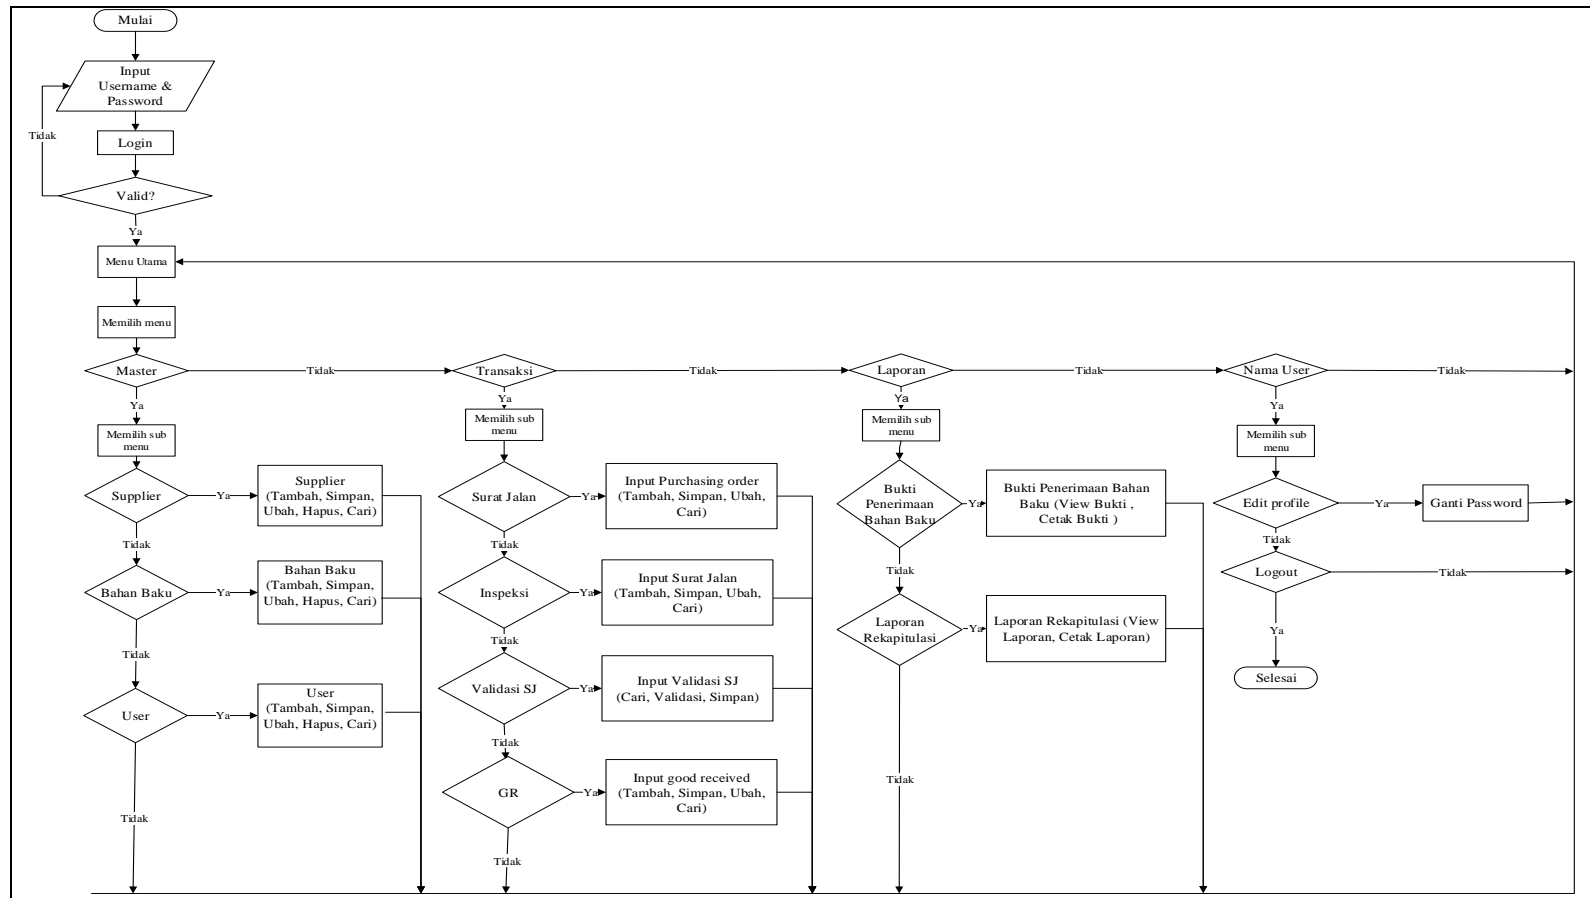 Mulai
Input
Username &
Password
Tidak
Login
Valid?
Ya
Menu Utama
Memilih menu
Master
Tidak
Transaksi
Tidak
Laporan
Tidak
Nama User
Tidak
Ya
Memilih sub
menu
Supplier
Ya
Supplier
(Tambah, Simpan,
Ubah, Hapus, Cari)
Tidak
Bahan Baku
Ya
Bahan Baku
(Tambah, Simpan,
Ubah, Hapus, Cari)
Tidak
User
Ya
User
(Tambah, Simpan,
Ubah, Hapus, Cari)
Tidak
Ya
Memilih sub
menu
Surat Jalan
Ya
Input Purchasing order
(Tambah, Simpan, Ubah,
Cari)
Tidak
Inspeksi
Ya
Input Surat Jalan
(Tambah, Simpan, Ubah,
Cari)
Tidak
Validasi SJ
Ya
Input Validasi SJ
(Cari, Validasi, Simpan)
Tidak
GR
Ya
Input good received
(Tambah, Simpan, Ubah,
Cari)
Tidak
Ya
Memilih sub
menu
Bukti
Penerimaan
Bahan Baku
Ya
Bukti Penerimaan Bahan
Baku (View Bukti ,
Cetak Bukti )
Tidak
Laporan
Rekapitulasi
Ya
Laporan Rekapitulasi (View
Laporan, Cetak Laporan)
Tidak
Ya
Memilih sub
menu
Edit profile
Ya
Ganti Password
Tidak
Logout
Tidak
Ya
Selesai